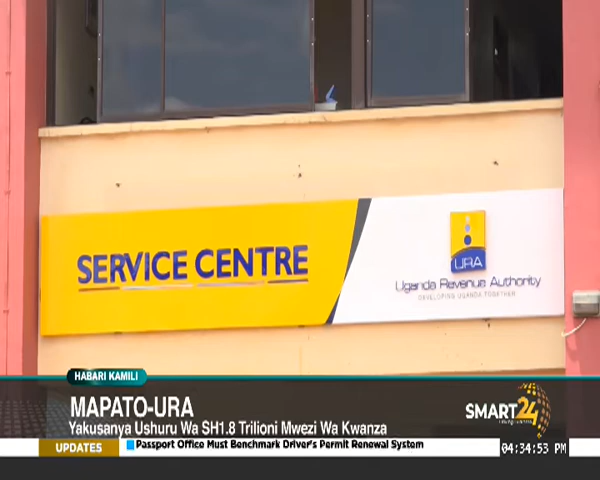 SERVICE CENTRE
URA
Uganda Revenue Authority
DEVELOPING UGANDA TOGETHER
HABARI KAMILI
MAPATO-URA
Yakusanya Ushuru Wa SH1.8 Trilioni Mwezi Wa Kwanza
SMART24
UPDATES
Passport Office Must Benchmark Driver's Permit Renewal System
04:34:53 PM